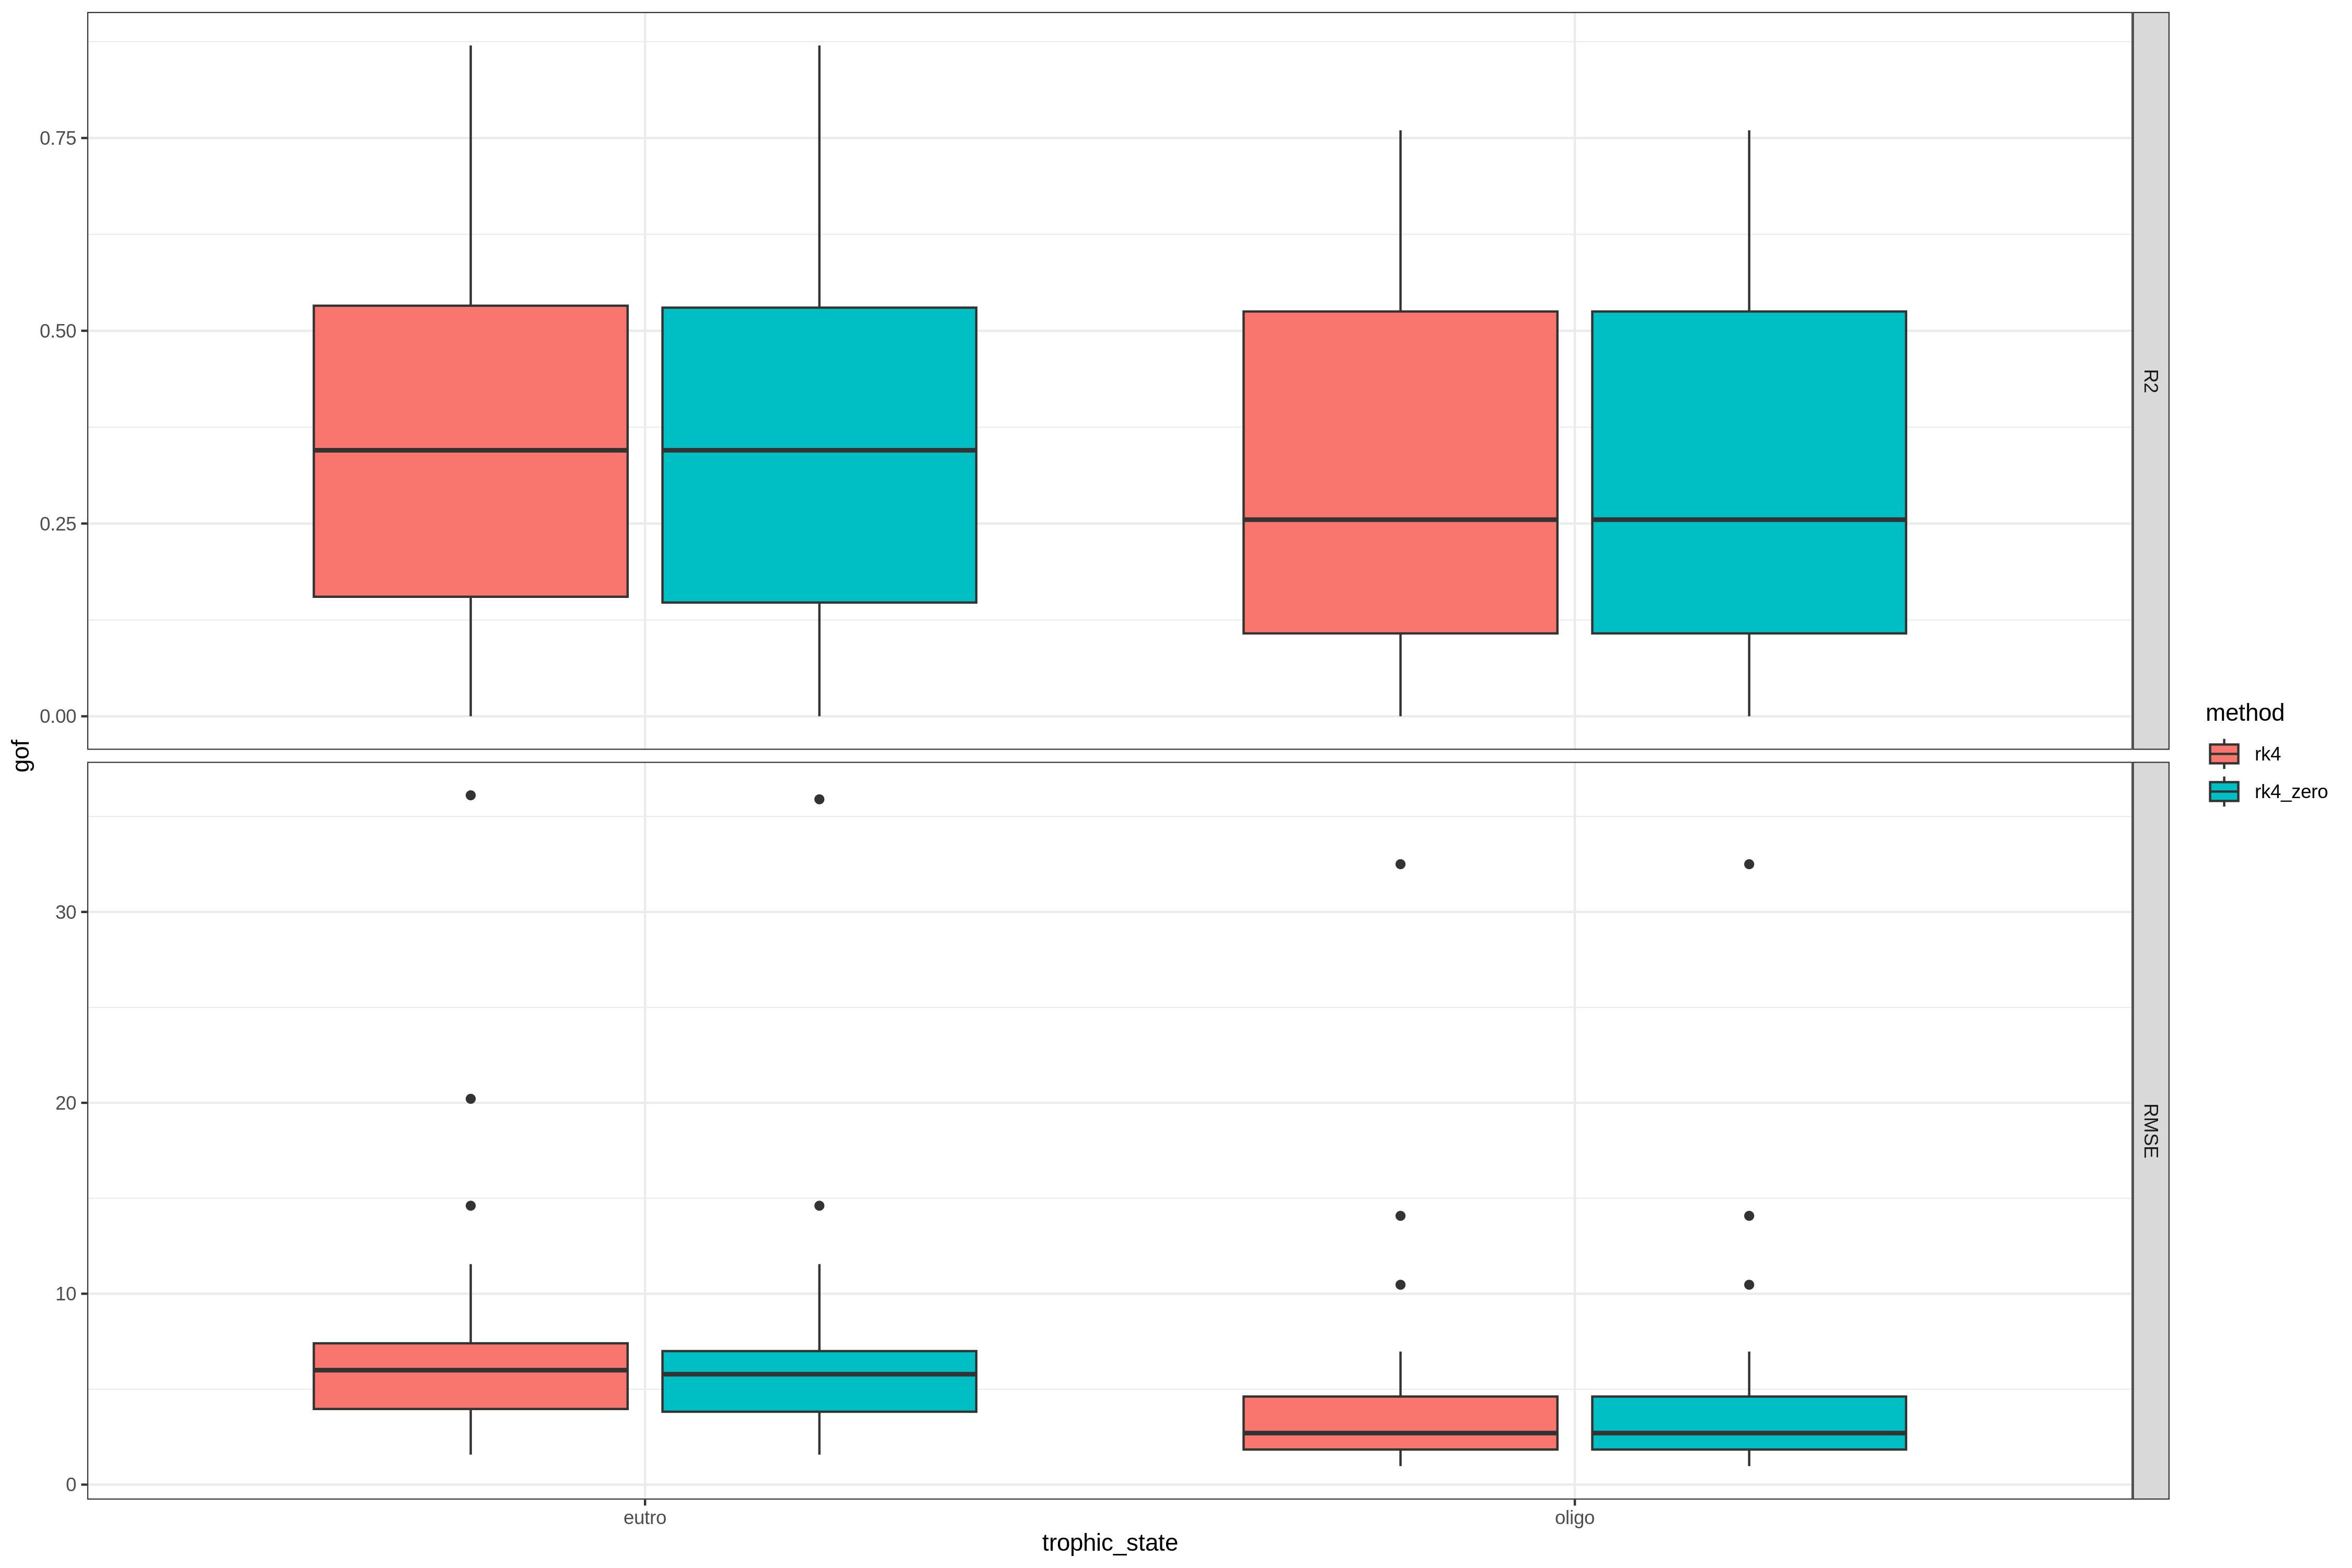 gof
0.75
0.50
0.25
0.00
R2
30
20
10
0
RMSE
eutro
oligo
trophic_state
method
rk4
rk4_zero